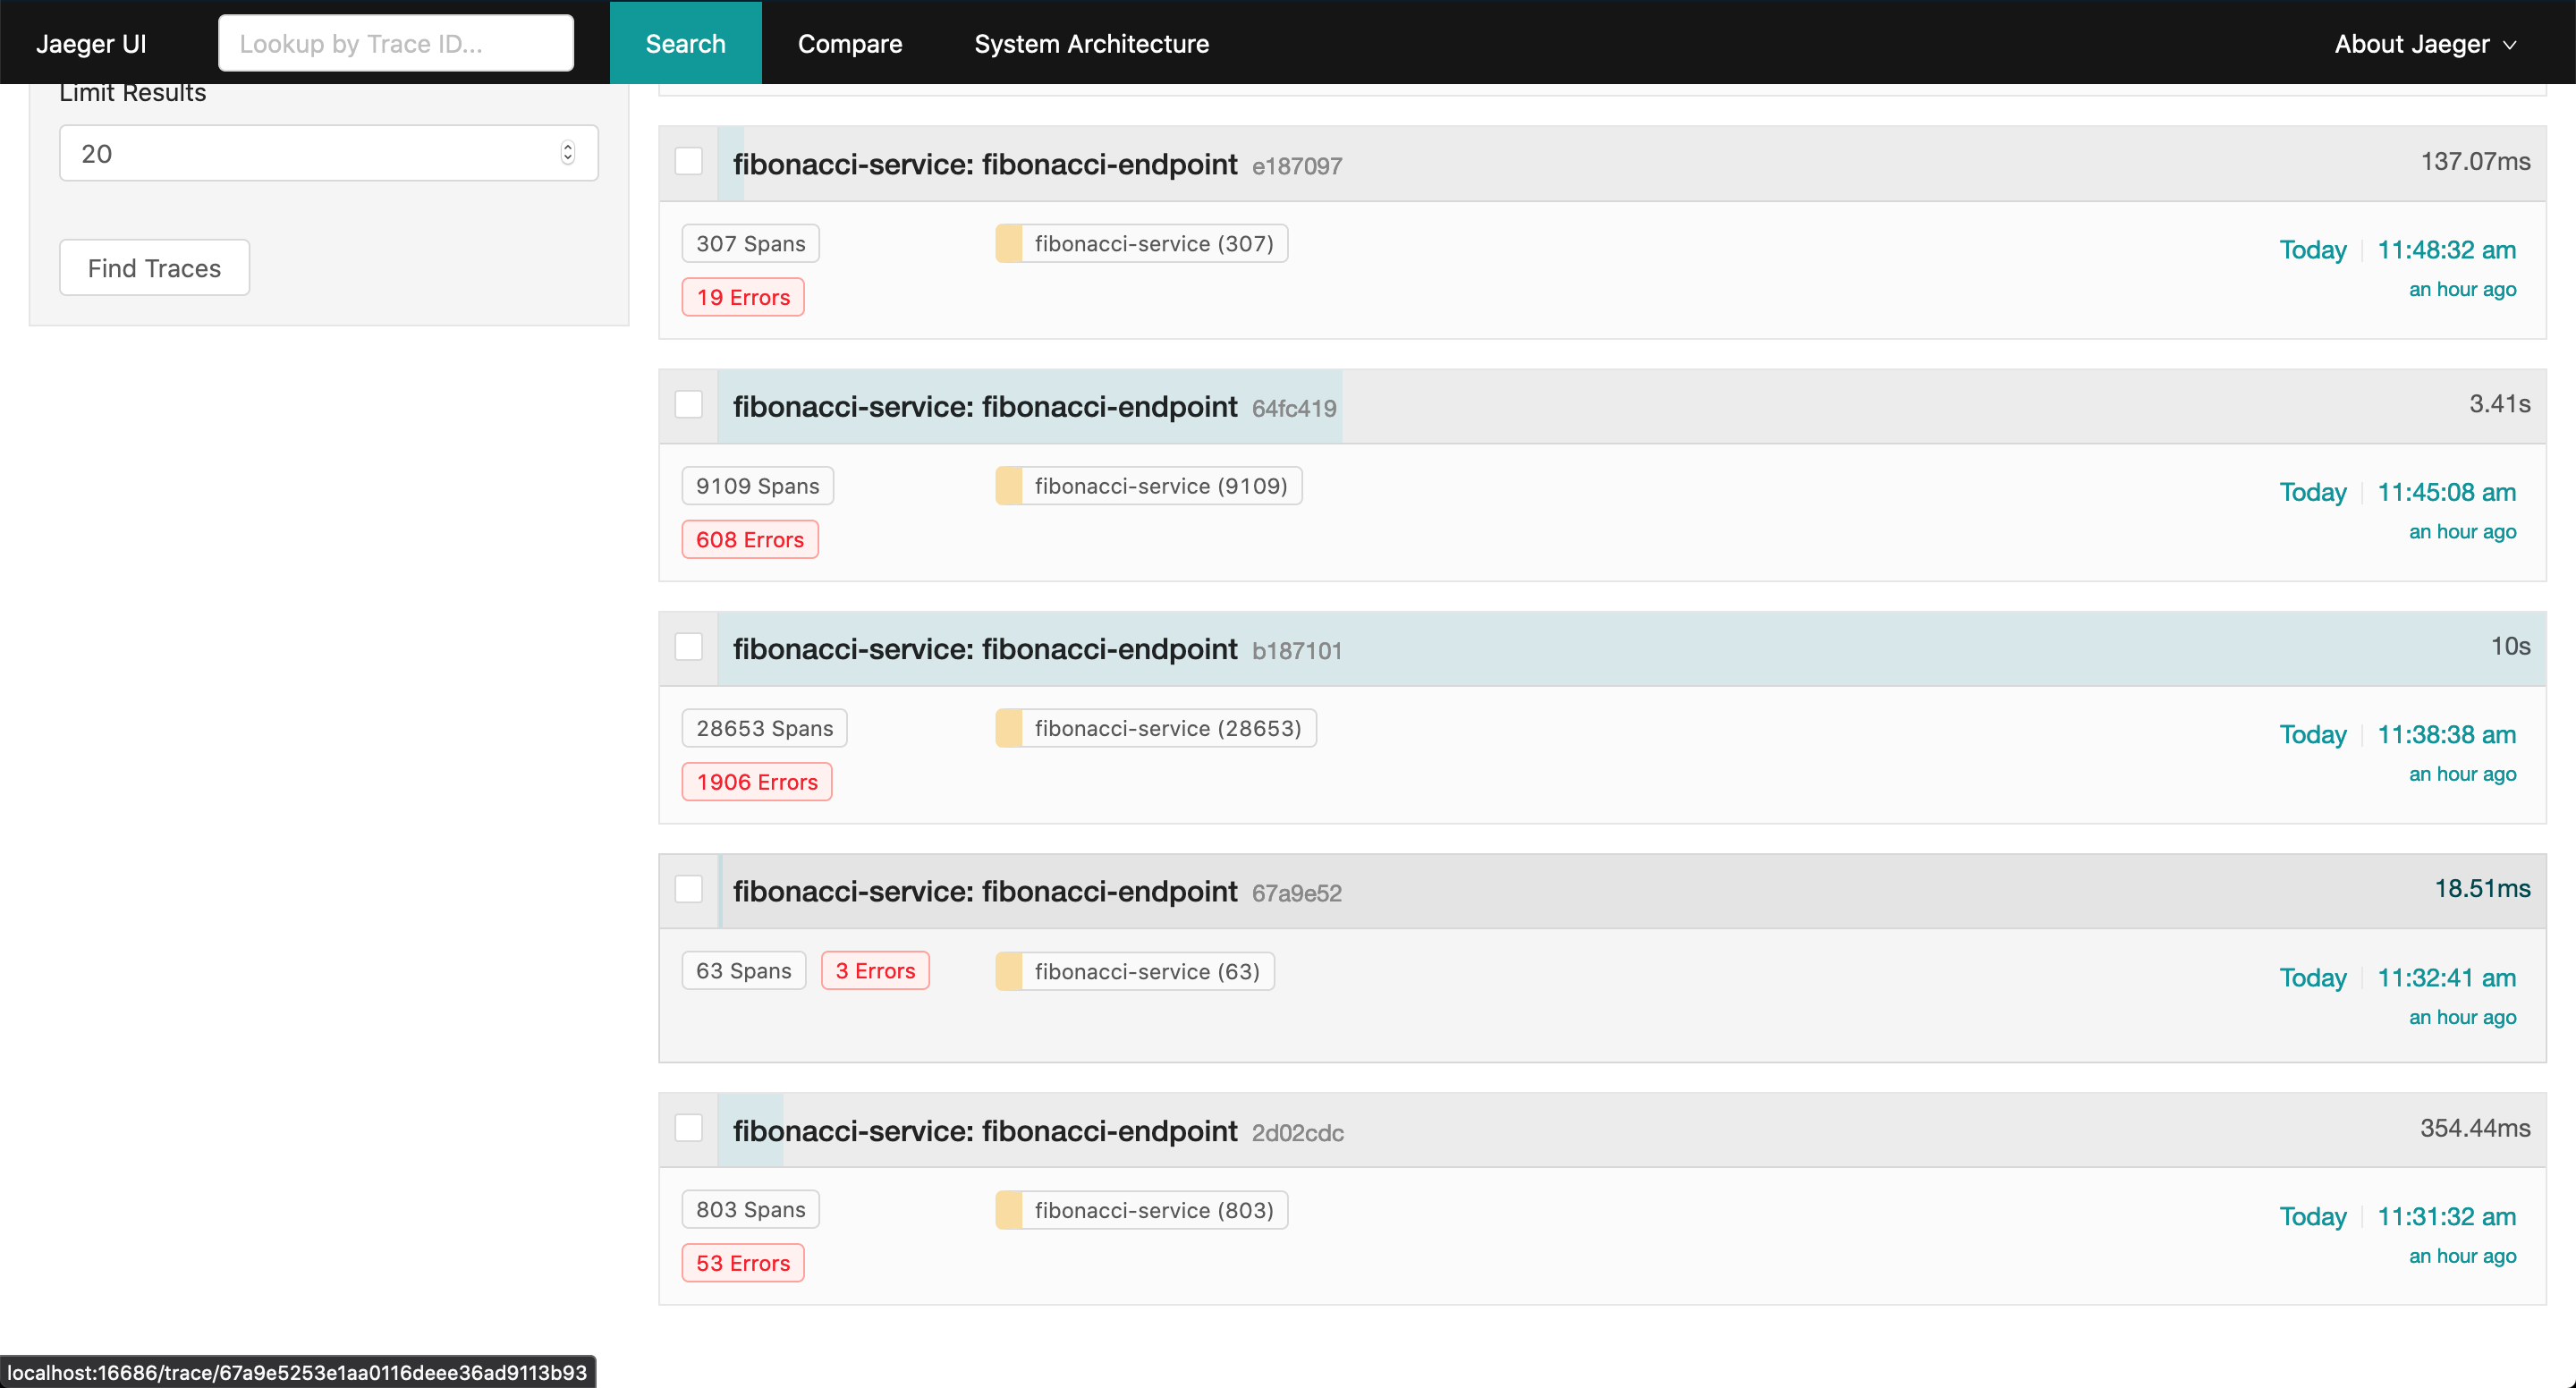 Jaeger UI
Lookup by Trace ID...
Search
Compare
System Architecture
About Jaeger
Limit Results
20
Find Traces
fibonacci-service: fibonacci-endpoint e187097
137.07ms
307 Spans
fibonacci-service (307)
19 Errors
Today 11:48:32 am
an hour ago
fibonacci-service: fibonacci-endpoint 64fc419
3.41s
9109 Spans
fibonacci-service (9109)
608 Errors
Today 11:45:08 am
an hour ago
fibonacci-service: fibonacci-endpoint b187101
10s
28653 Spans
fibonacci-service (28653)
1906 Errors
Today 11:38:38 am
an hour ago
fibonacci-service: fibonacci-endpoint 67a9e52
18.51ms
63 Spans
3 Errors
fibonacci-service (63)
Today 11:32:41 am
an hour ago
fibonacci-service: fibonacci-endpoint 2d02cdc
354.44ms
803 Spans
fibonacci-service (803)
53 Errors
Today 11:31:32 am
an hour ago
localhost:16686/trace/67a9e5253e1aa0116deee36ad9113b93